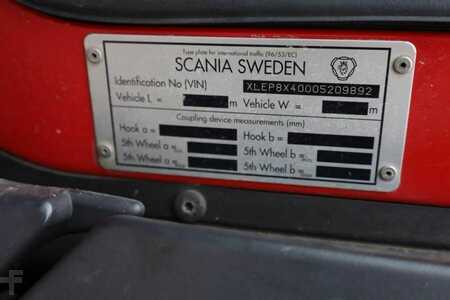 Type plate for international traffic (96/53/EC)
SCANIA SWEDEN
Identification No (VIN) XLEP8X40005209892
Vehicle L = m Vehicle W = m
Coupling device measurements (mm)
Hook a = Hook b =
5th Wheel a = 5th Wheel b =
5th Wheel a = 5th Wheel b =